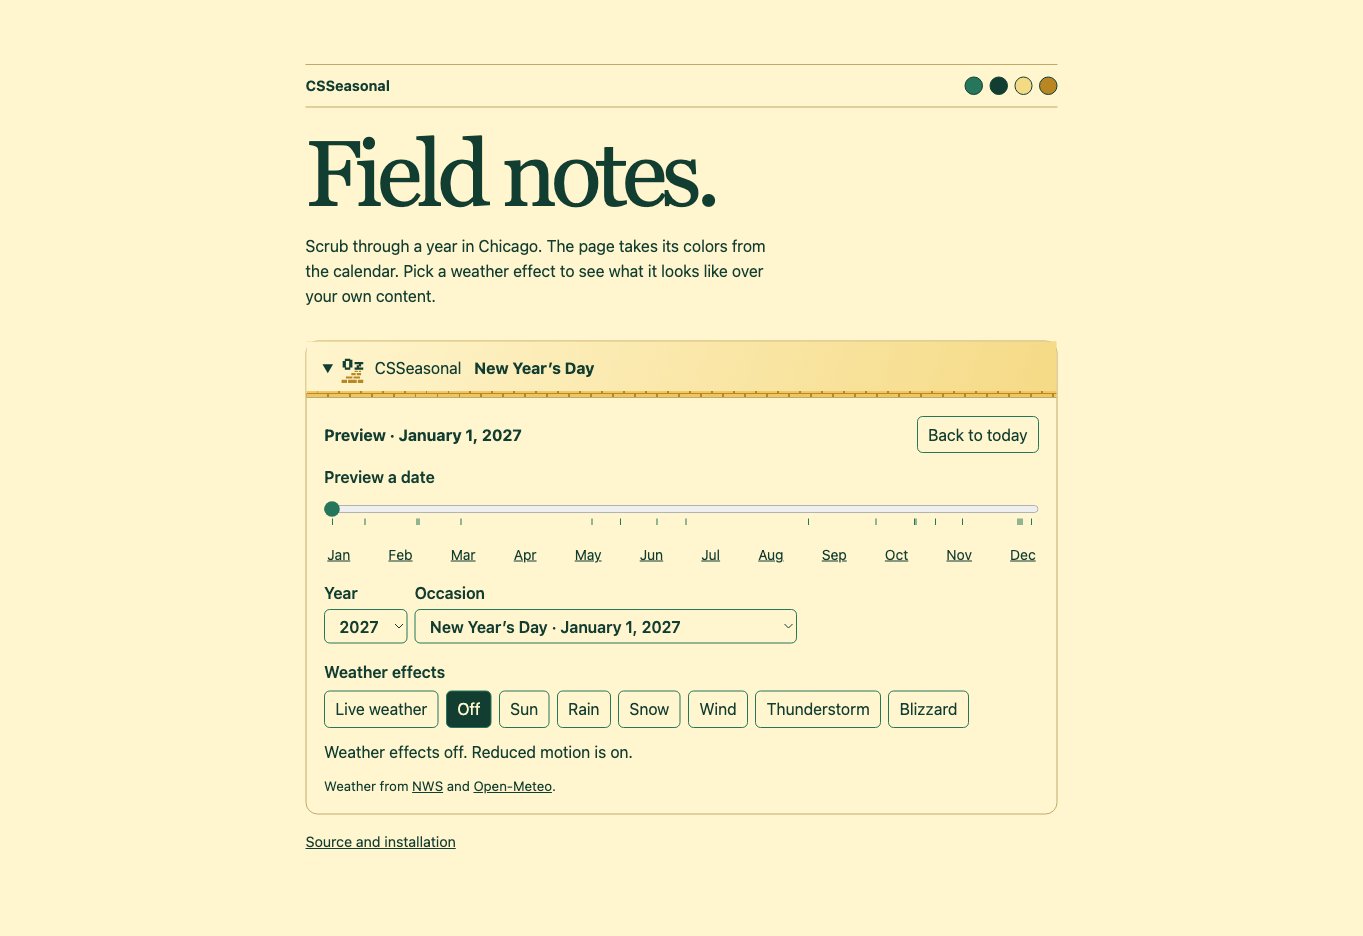 CSSeasonal
Field notes.
Scrub through a year in Chicago. The page takes its colors from
the calendar. Pick a weather effect to see what it looks like over
your own content.
Oz CSSeasonal New Year’s Day
Preview · January 1, 2027 Back to today
Preview a date
Jan Feb Mar Apr May Jun Jul Aug Sep Oct Nov Dec
Year Occasion
2027 New Year’s Day · January 1, 2027
Weather effects
Live weather Off Sun Rain Snow Wind Thunderstorm Blizzard
Weather effects off. Reduced motion is on.
Weather from NWS and Open-Meteo.
Source and installation